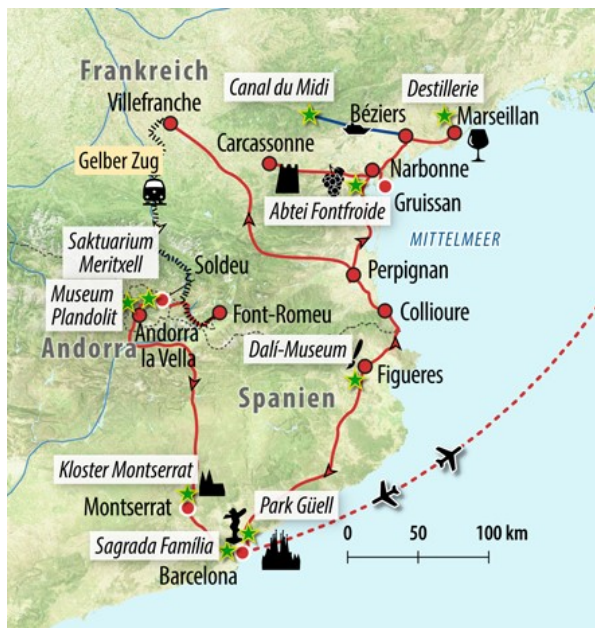 Frankreich
Villefranche
Canal du Midi
Destillerie
Béziers
Marseillan
Carcassonne
Narbonne
Gelber Zug
Abtei Fontfroide
Gruissan
MITTELMEER
Saktuarium
Meritxell
Soldeu
Perpignan
Museum
Plandolit
Font-Romeu
Collioure
Andorra
la Vella
Andorra
Dalí-Museum
Figueres
Spanien
Kloster Montserrat
Montserrat
Park Güell
Sagrada Família
Barcelona
0 50 100 km